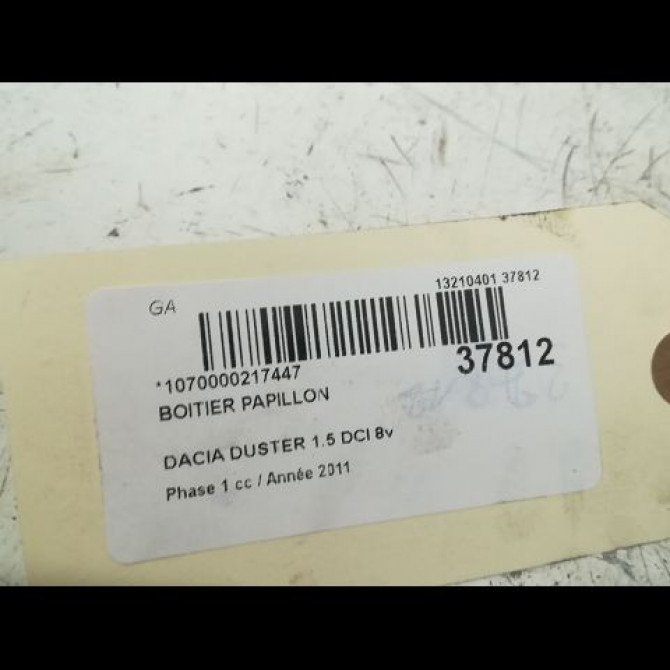 GA
13210401 37812
*1070000217447
37812
BOITIER PAPILLON
DACIA DUSTER 1.5 DCI 8v
Phase 1 cc / Année 2011